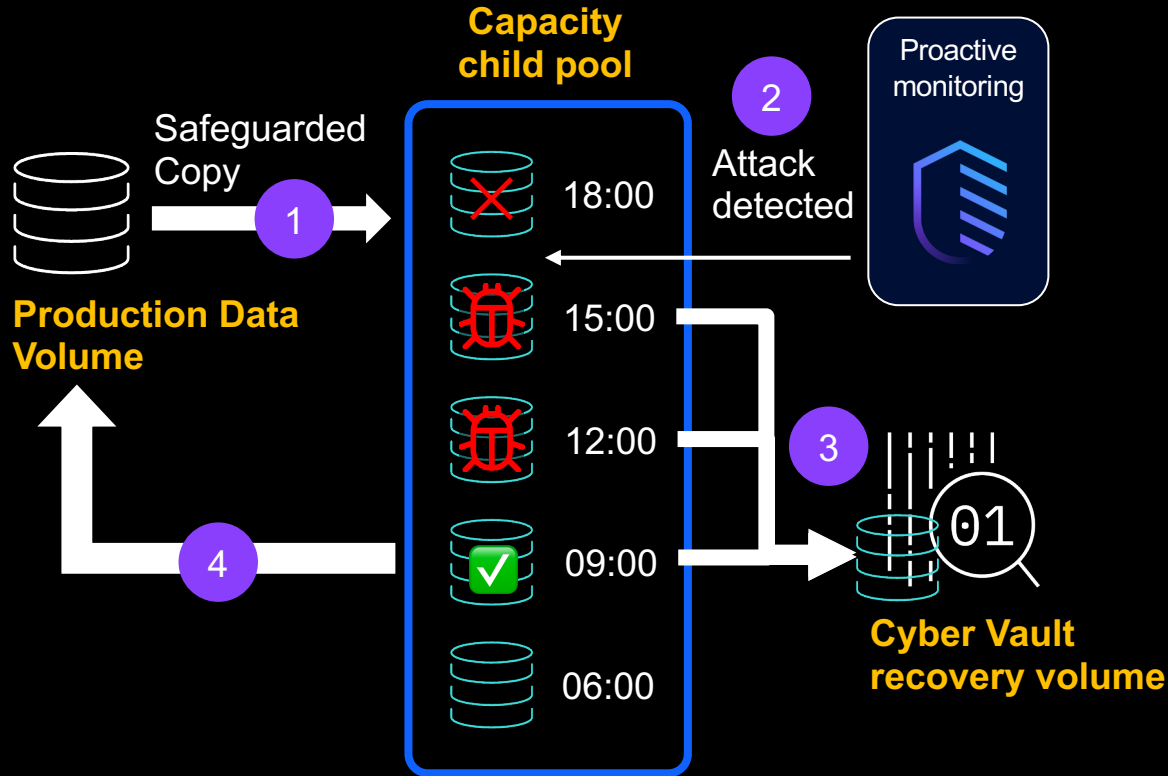 Capacity
child pool
Proactive
monitoring
2
Safeguarded
Copy
Attack
detected
18:00
1
Production Data
Volume
15:00
12:00
3
01
09:00
4
Cyber Vault
recovery volume
06:00